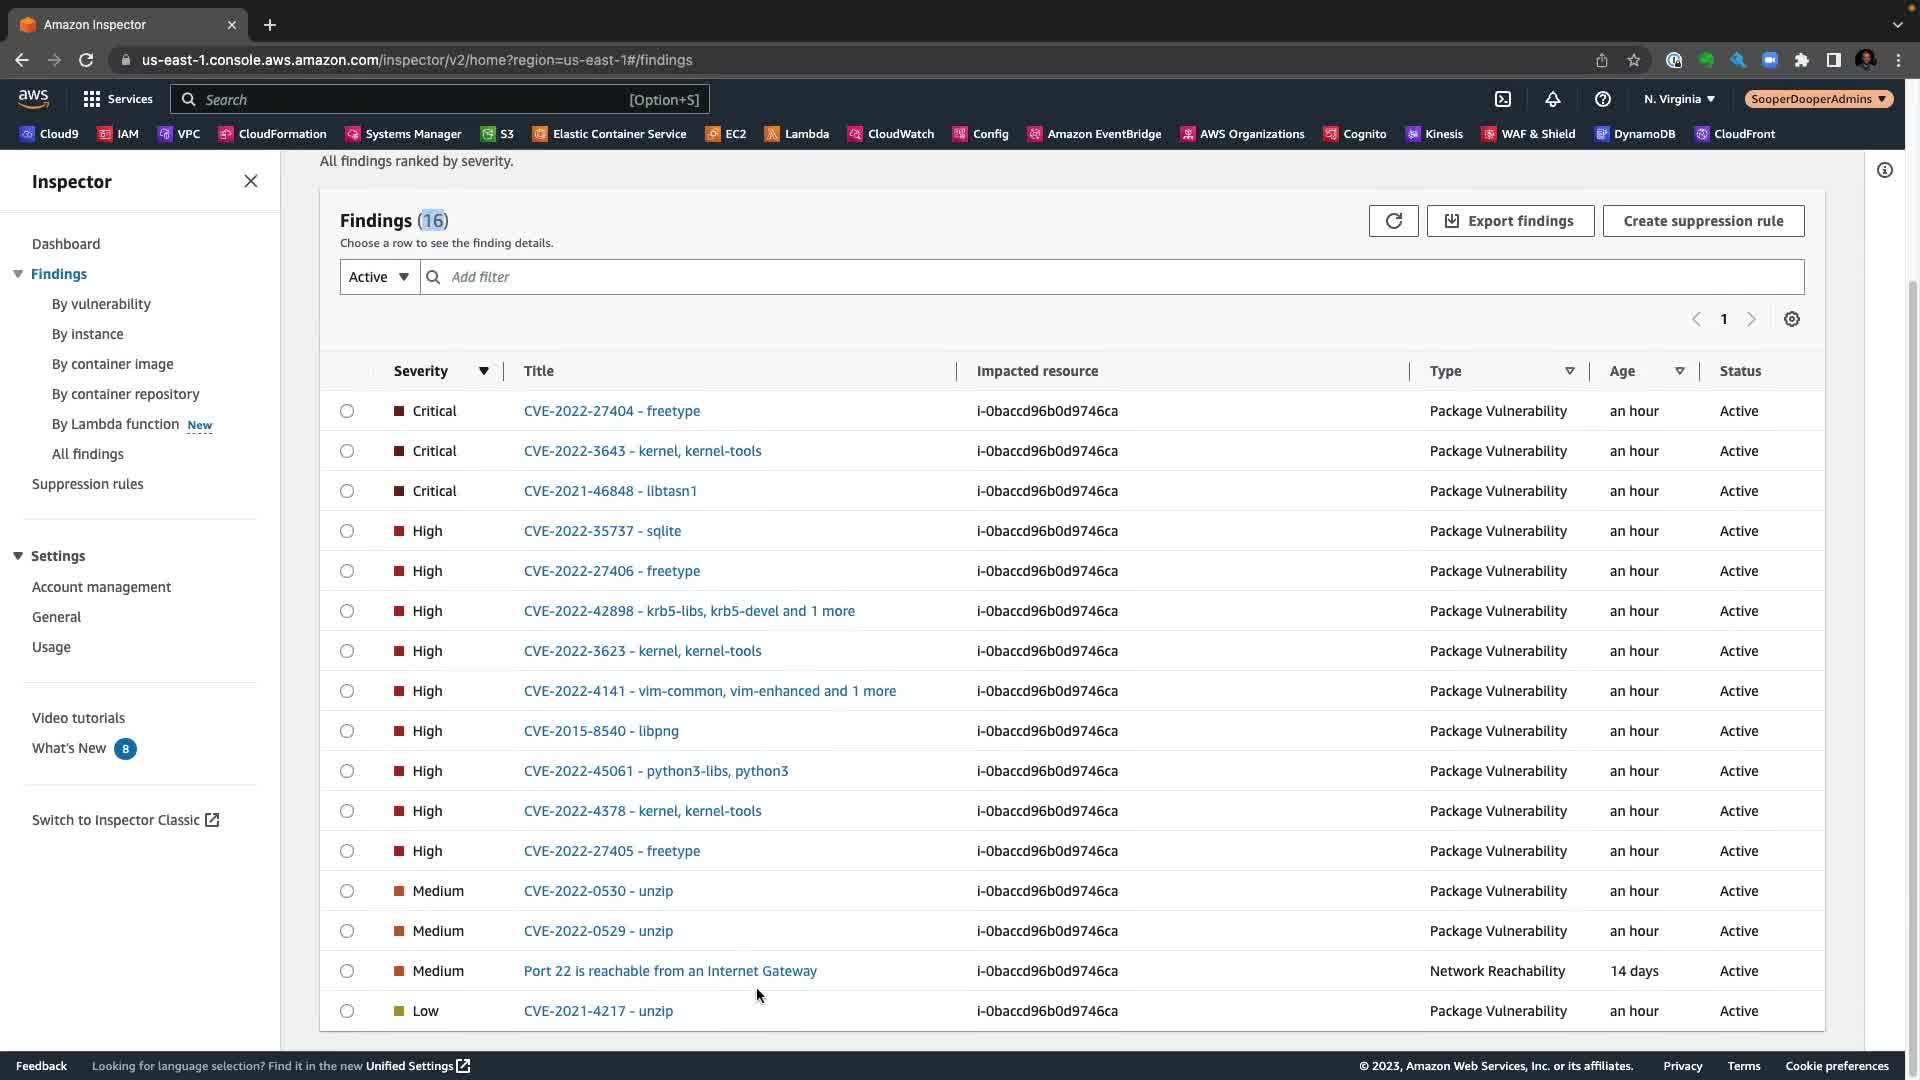 Amazon Inspector
us-east-1.console.aws.amazon.com/inspector/v2/home?region=us-east-1#/findings
aws Services Search [Option+S] N. Virginia SooperDooperAdmins
Cloud9 IAM VPC CloudFormation Systems Manager S3 Elastic Container Service EC2 Lambda CloudWatch Config Amazon EventBridge AWS Organizations Cognito Kinesis WAF & Shield DynamoDB CloudFront
Inspector
Dashboard
Findings
By vulnerability
By instance
By container image
By container repository
By Lambda function New
All findings
Suppression rules
Settings
Account management
General
Usage
Video tutorials
What's New 8
Switch to Inspector Classic
All findings ranked by severity.
Findings (16)
Choose a row to see the finding details.
Export findings
Create suppression rule
Active Add filter
1
Severity Title Impacted resource Type Age Status
Critical CVE-2022-27404 - freetype i-0baccd96b0d9746ca Package Vulnerability an hour Active
Critical CVE-2022-3643 - kernel, kernel-tools i-0baccd96b0d9746ca Package Vulnerability an hour Active
Critical CVE-2021-46848 - libtasn1 i-0baccd96b0d9746ca Package Vulnerability an hour Active
High CVE-2022-35737 - sqlite i-0baccd96b0d9746ca Package Vulnerability an hour Active
High CVE-2022-27406 - freetype i-0baccd96b0d9746ca Package Vulnerability an hour Active
High CVE-2022-42898 - krb5-libs, krb5-devel and 1 more i-0baccd96b0d9746ca Package Vulnerability an hour Active
High CVE-2022-3623 - kernel, kernel-tools i-0baccd96b0d9746ca Package Vulnerability an hour Active
High CVE-2022-4141 - vim-common, vim-enhanced and 1 more i-0baccd96b0d9746ca Package Vulnerability an hour Active
High CVE-2015-8540 - libpng i-0baccd96b0d9746ca Package Vulnerability an hour Active
High CVE-2022-45061 - python3-libs, python3 i-0baccd96b0d9746ca Package Vulnerability an hour Active
High CVE-2022-4378 - kernel, kernel-tools i-0baccd96b0d9746ca Package Vulnerability an hour Active
High CVE-2022-27405 - freetype i-0baccd96b0d9746ca Package Vulnerability an hour Active
Medium CVE-2022-0530 - unzip i-0baccd96b0d9746ca Package Vulnerability an hour Active
Medium CVE-2022-0529 - unzip i-0baccd96b0d9746ca Package Vulnerability an hour Active
Medium Port 22 is reachable from an Internet Gateway i-0baccd96b0d9746ca Network Reachability 14 days Active
Low CVE-2021-4217 - unzip i-0baccd96b0d9746ca Package Vulnerability an hour Active
Feedback Looking for language selection? Find it in the new Unified Settings © 2023, Amazon Web Services, Inc. or its affiliates. Privacy Terms Cookie preferences